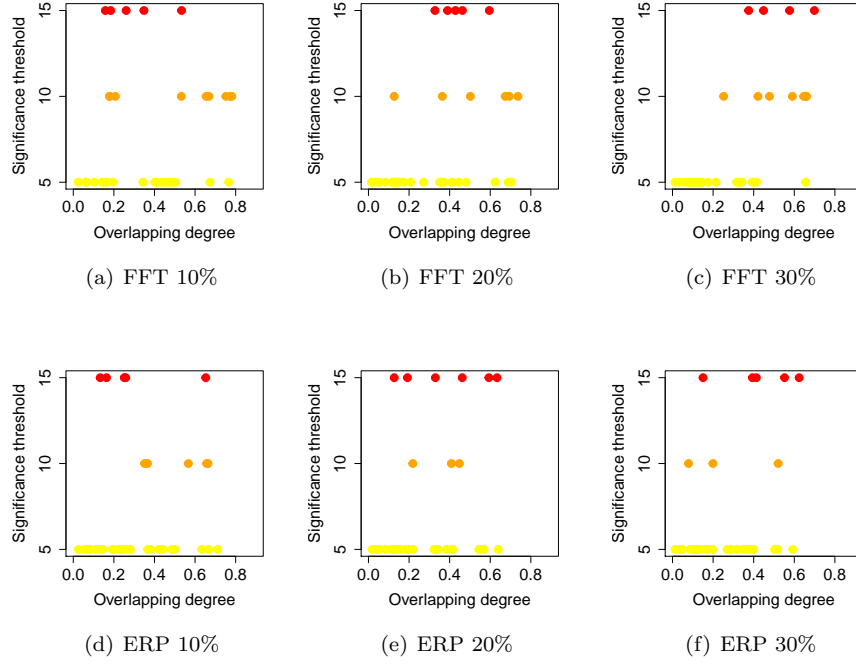 Significance threshold
15
10
5
0.0 0.2 0.4 0.6 0.8
Overlapping degree
(a) FFT 10%
Significance threshold
15
10
5
0.0 0.2 0.4 0.6 0.8
Overlapping degree
(b) FFT 20%
Significance threshold
15
10
5
0.0 0.2 0.4 0.6 0.8
Overlapping degree
(c) FFT 30%
Significance threshold
15
10
5
0.0 0.2 0.4 0.6 0.8
Overlapping degree
(d) ERP 10%
Significance threshold
15
10
5
0.0 0.2 0.4 0.6 0.8
Overlapping degree
(e) ERP 20%
Significance threshold
15
10
5
0.0 0.2 0.4 0.6 0.8
Overlapping degree
(f) ERP 30%